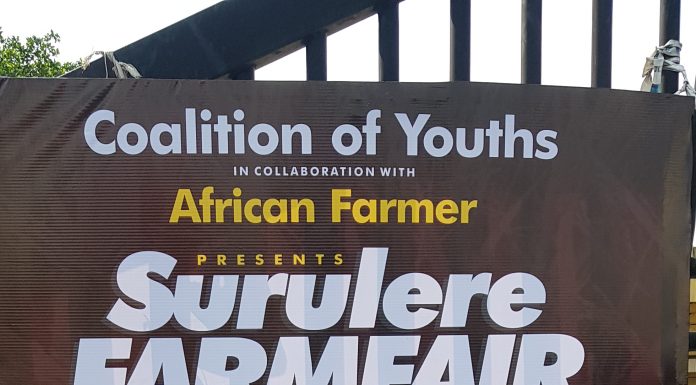 Coalition of Youths
IN COLLABORATION WITH
African Farmer
PRESENTS
Surulere
FARMFAIR